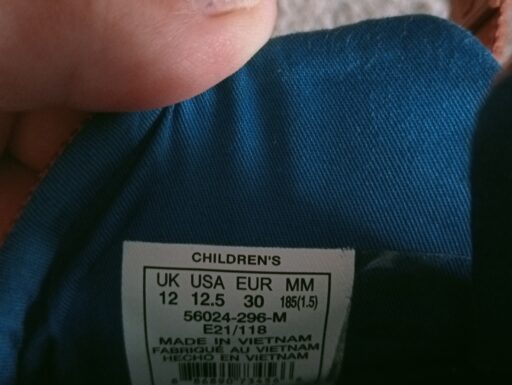 CHILDREN'S
UK USA EUR MM
12 12.5 30 185(1.5)
56024-296-M
E21/118
MADE IN VIETNAM
FABRIQUÉ AU VIETNAM
HECHO EN VIETNAM